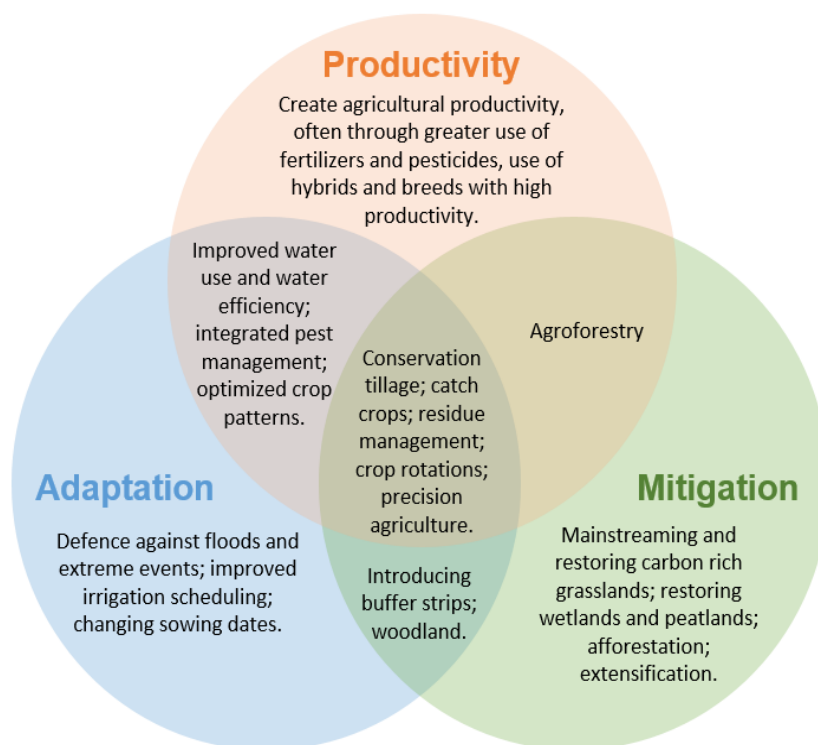 Productivity
Create agricultural productivity,
often through greater use of
fertilizers and pesticides, use of
hybrids and breeds with high
productivity.
Improved water
use and water
efficiency;
integrated pest
management;
optimized crop
patterns.
Agroforestry
Conservation
tillage; catch
crops; residue
management;
crop rotations;
precision
agriculture.
Adaptation
Defence against floods and
extreme events; improved
irrigation scheduling;
changing sowing dates.
Introducing
buffer strips;
woodland.
Mitigation
Mainstreaming and
restoring carbon rich
grasslands; restoring
wetlands and peatlands;
afforestation;
extensification.